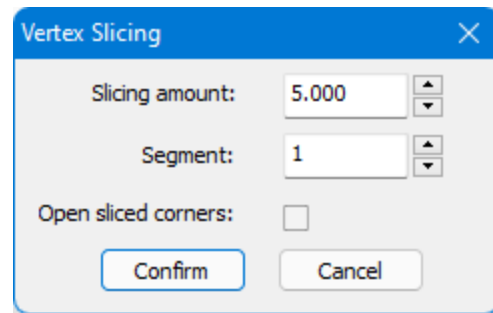 Vertex Slicing
Slicing amount: 5.000
Segment: 1
Open sliced corners:
Confirm Cancel